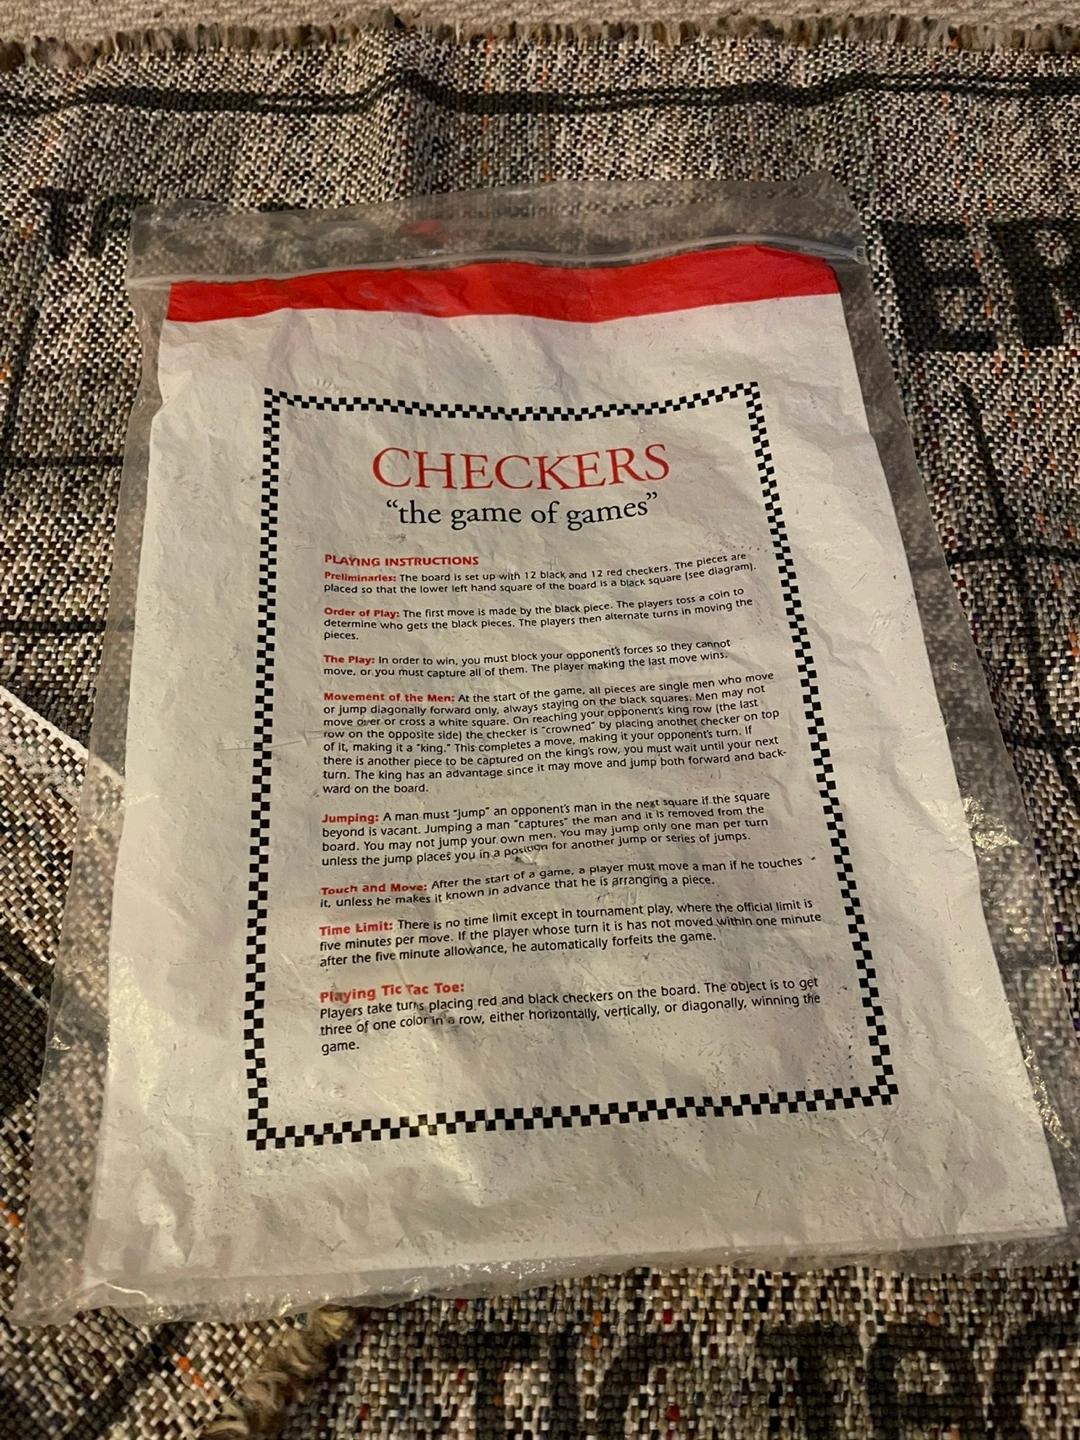 CHECKERS
“the game of games”
PLAYING INSTRUCTIONS
Preliminaries: The board is set up with 12 black and 12 red checkers. The pieces are
placed so that the lower left hand square of the board is a black square (see diagram).
Order of Play: The first move is made by the black piece. The players toss a coin to
determine who gets the black pieces. The players then alternate turns in moving the
pieces.
The Play: In order to win, you must block your opponent's forces so they cannot
move, or you must capture all of them. The player making the last move wins.
Movement of the Men: At the start of the game, all pieces are single men who move
or jump diagonally forward only, always staying on the black squares. Men may not
move over or cross a white square. On reaching your opponent's king row (the last
row on the opposite side) the checker is "crowned" by placing another checker on top
of it, making it a "king." This completes a move, making it your opponent's turn. If
there is another piece to be captured on the king's row, you must wait until your next
turn. The king has an advantage since it may move and jump both forward and back-
ward on the board.
Jumping: A man must "jump" an opponent's man in the next square if the square
beyond is vacant. Jumping a man "captures" the man and it is removed from the
board. You may not jump your own men. You may jump only one man per turn
unless the jump places you in a position for another jump or series of jumps.
Touch and Move: After the start of a game, a player must move a man if he touches
it, unless he makes it known in advance that he is arranging a piece.
Time Limit: There is no time limit except in tournament play, where the official limit is
five minutes per move. If the player whose turn it is has not moved within one minute
after the five minute allowance, he automatically forfeits the game.
Playing Tic Tac Toe:
Players take turns placing red and black checkers on the board. The object is to get
three of one color in a row, either horizontally, vertically, or diagonally, winning the
game.